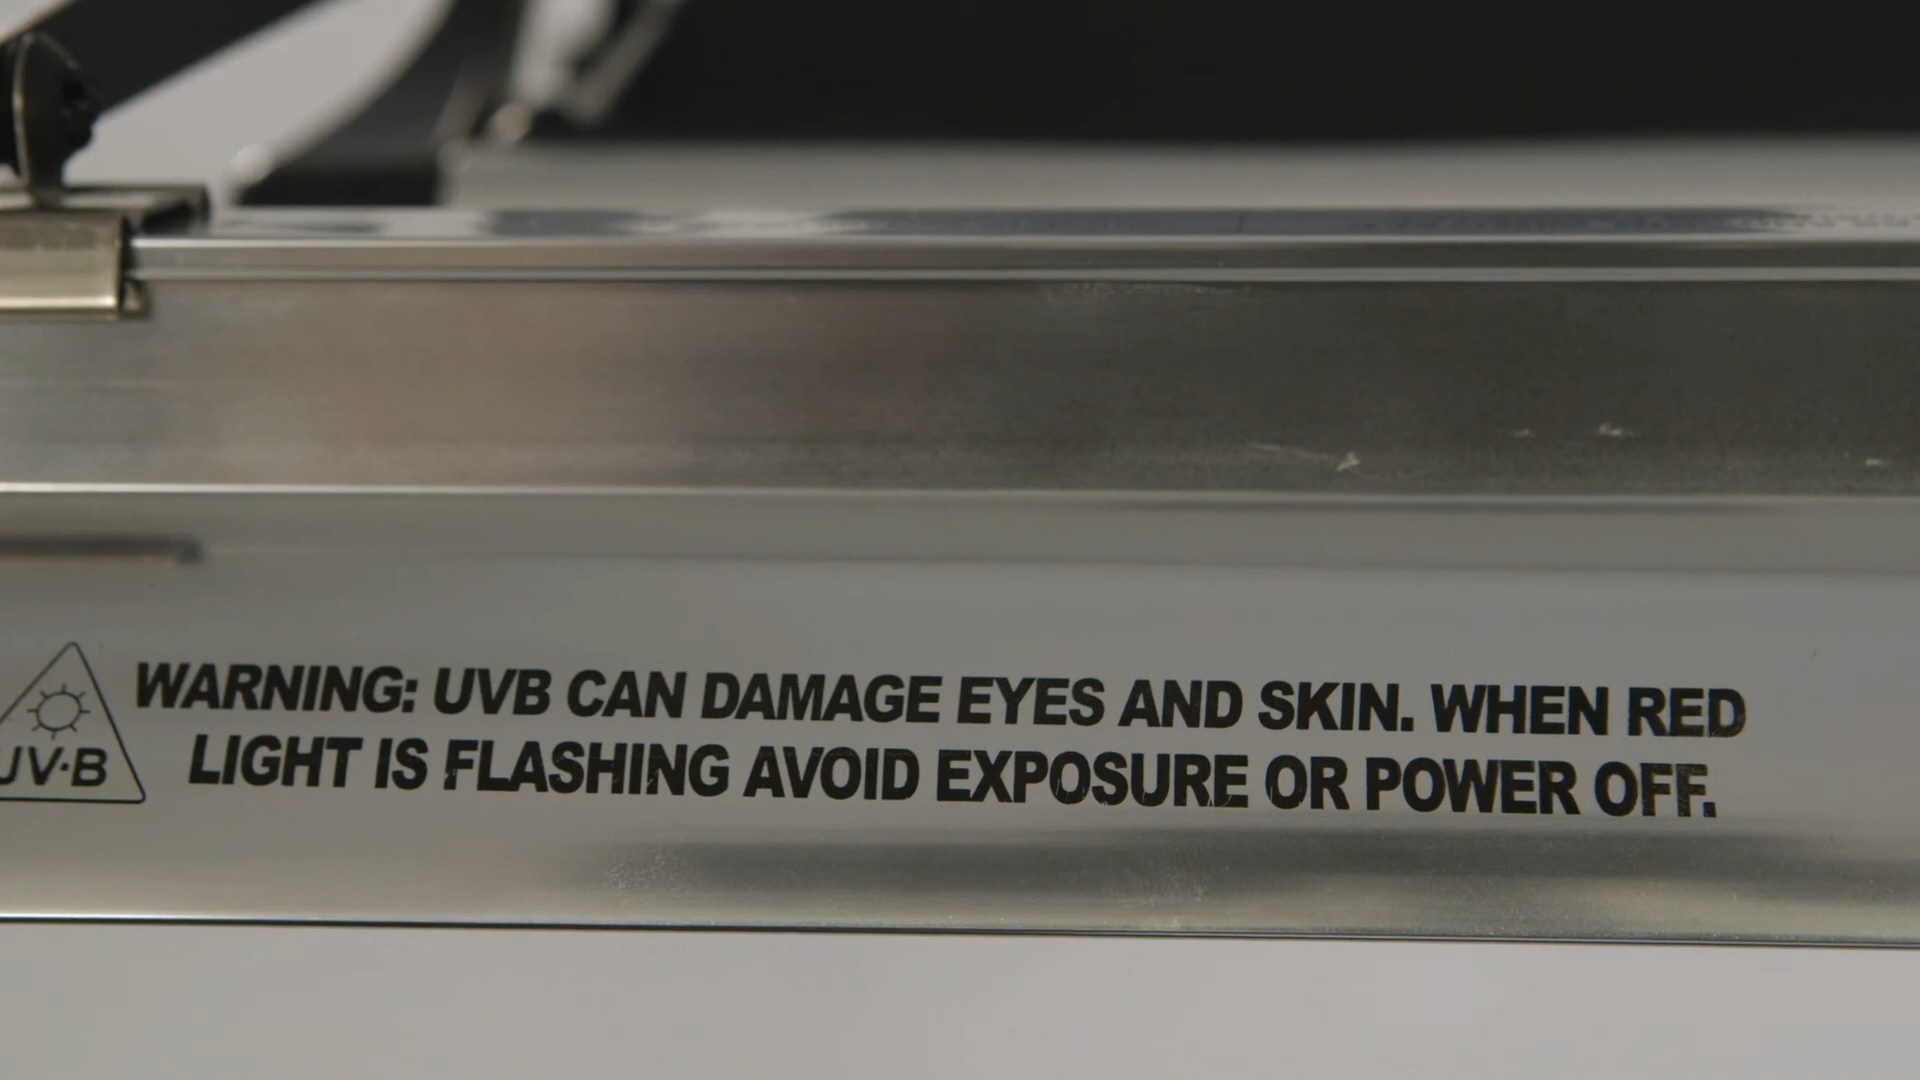 WARNING: UVB CAN DAMAGE EYES AND SKIN. WHEN RED
LIGHT IS FLASHING AVOID EXPOSURE OR POWER OFF.
UV·B